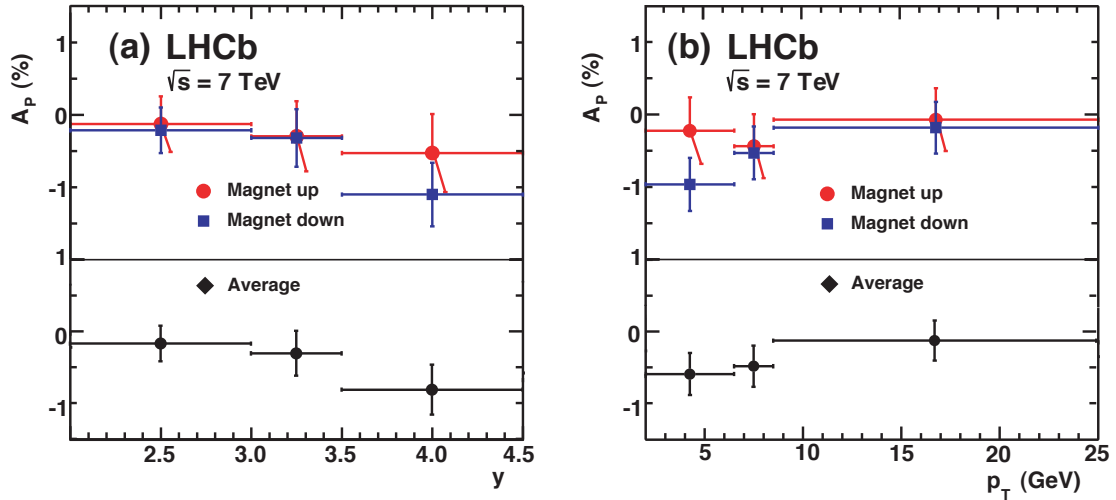 (a) LHCb
√s = 7 TeV
A_P (%)
1
0
-1
Magnet up
Magnet down
1
Average
0
-1
2.5 3.0 3.5 4.0 4.5
y
(b) LHCb
√s = 7 TeV
A_P (%)
1
0
-1
Magnet up
Magnet down
1
Average
0
-1
5 10 15 20 25
p_T (GeV)